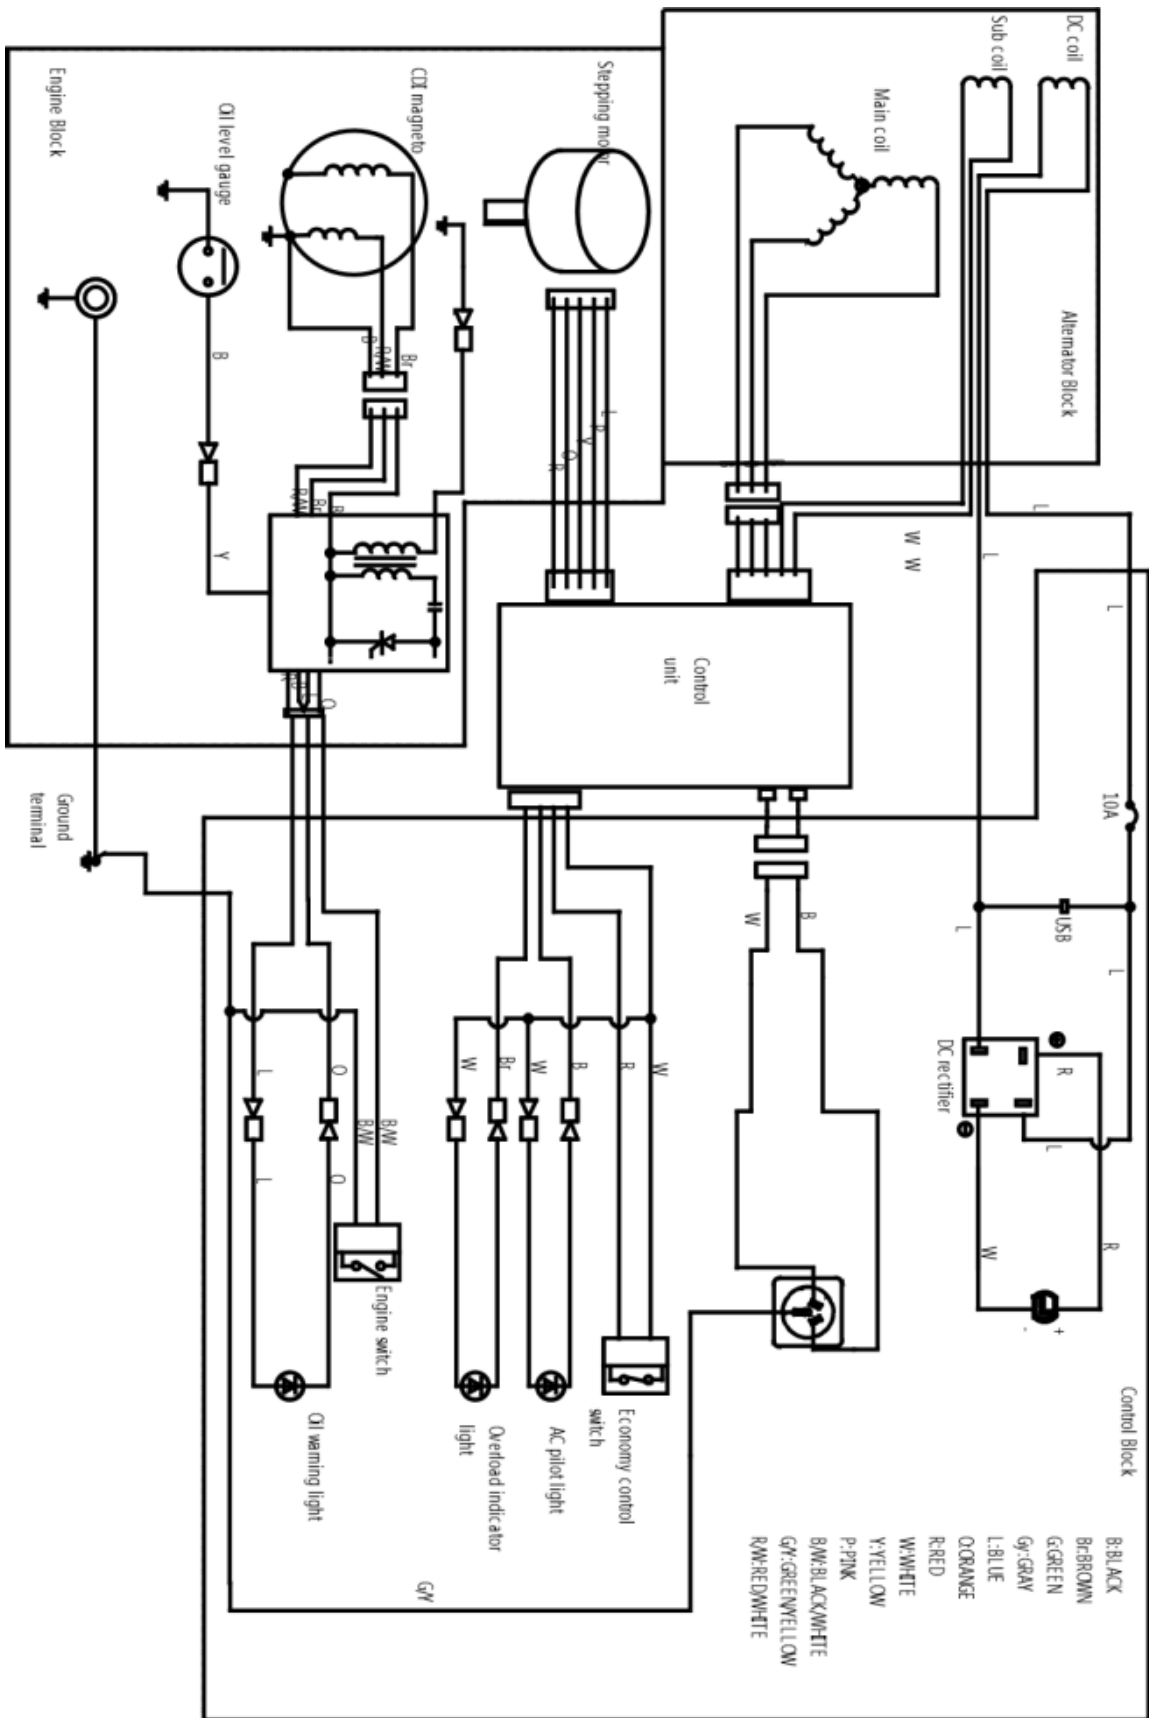 DC coil
Sub coil
Main coil
Alternator Block
Stepping motor
CDI magneto
Oil level gauge
Engine Block
B
R/W
Br
B
Y
R/W
Br
B
L
P
Y
O
R
W W
L
L
L
10A
USB
L
L
DC rectifier
R
L
W
R
+
-
Control Block
Control
unit
W
B
O
Ground
terminal
W
Br
W
B
R
W
L
O
B/W
B/W
L
O
Engine switch
Oil warning light
Overload indicator
light
AC pilot light
Economy control
switch
G/Y
B:BLACK
Br:BROWN
G:GREEN
Gy:GRAY
L:BLUE
O:ORANGE
R:RED
W:WHITE
Y:YELLOW
P:PINK
B/W:BLACK/WHITE
G/Y:GREEN/YELLOW
R/W:RED/WHITE